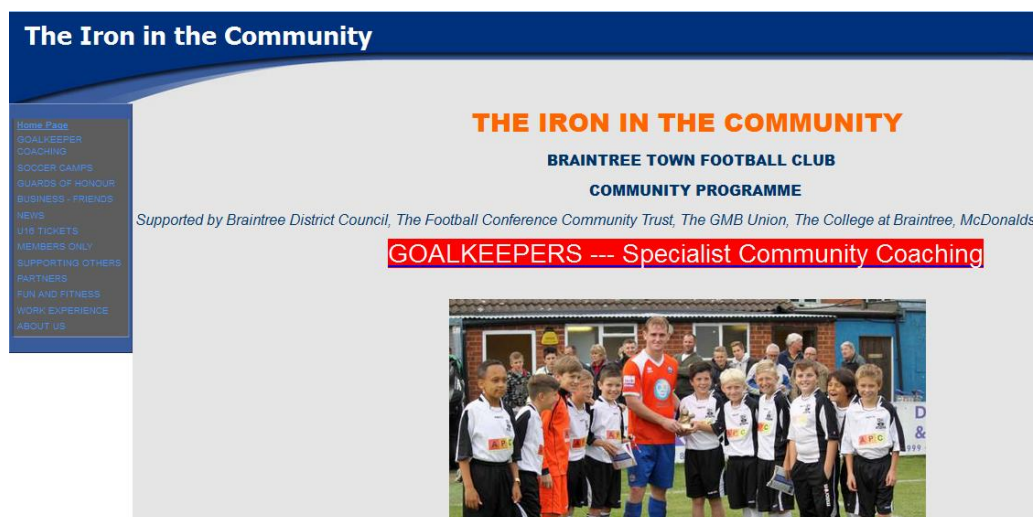 The Iron in the Community
Home Page
GOALKEEPER
COACHING
SOCCER CAMPS
GUARDS OF HONOUR
BUSINESS - FRIENDS
NEWS
U16 TICKETS
MEMBERS ONLY
SUPPORTING OTHERS
PARTNERS
FUN AND FITNESS
WORK EXPERIENCE
ABOUT US
THE IRON IN THE COMMUNITY
BRAINTREE TOWN FOOTBALL CLUB
COMMUNITY PROGRAMME
Supported by Braintree District Council, The Football Conference Community Trust, The GMB Union, The College at Braintree, McDonalds
GOALKEEPERS --- Specialist Community Coaching
APC
APC
APC
APC
APC
D
&
999